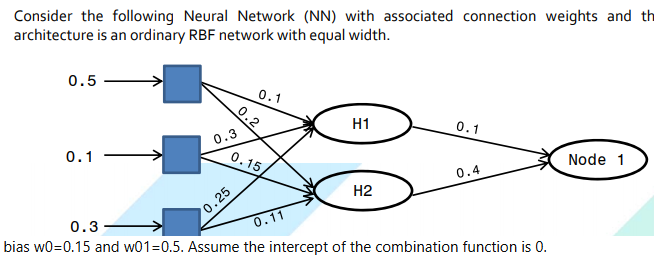 Consider the following Neural Network (NN) with associated connection weights and th
architecture is an ordinary RBF network with equal width.
0.5
0.1
0.2
H1
0.1
0.3
0.1
0.15
Node 1
0.4
H2
0.25
0.11
0.3
bias w0=0.15 and w01=0.5. Assume the intercept of the combination function is 0.